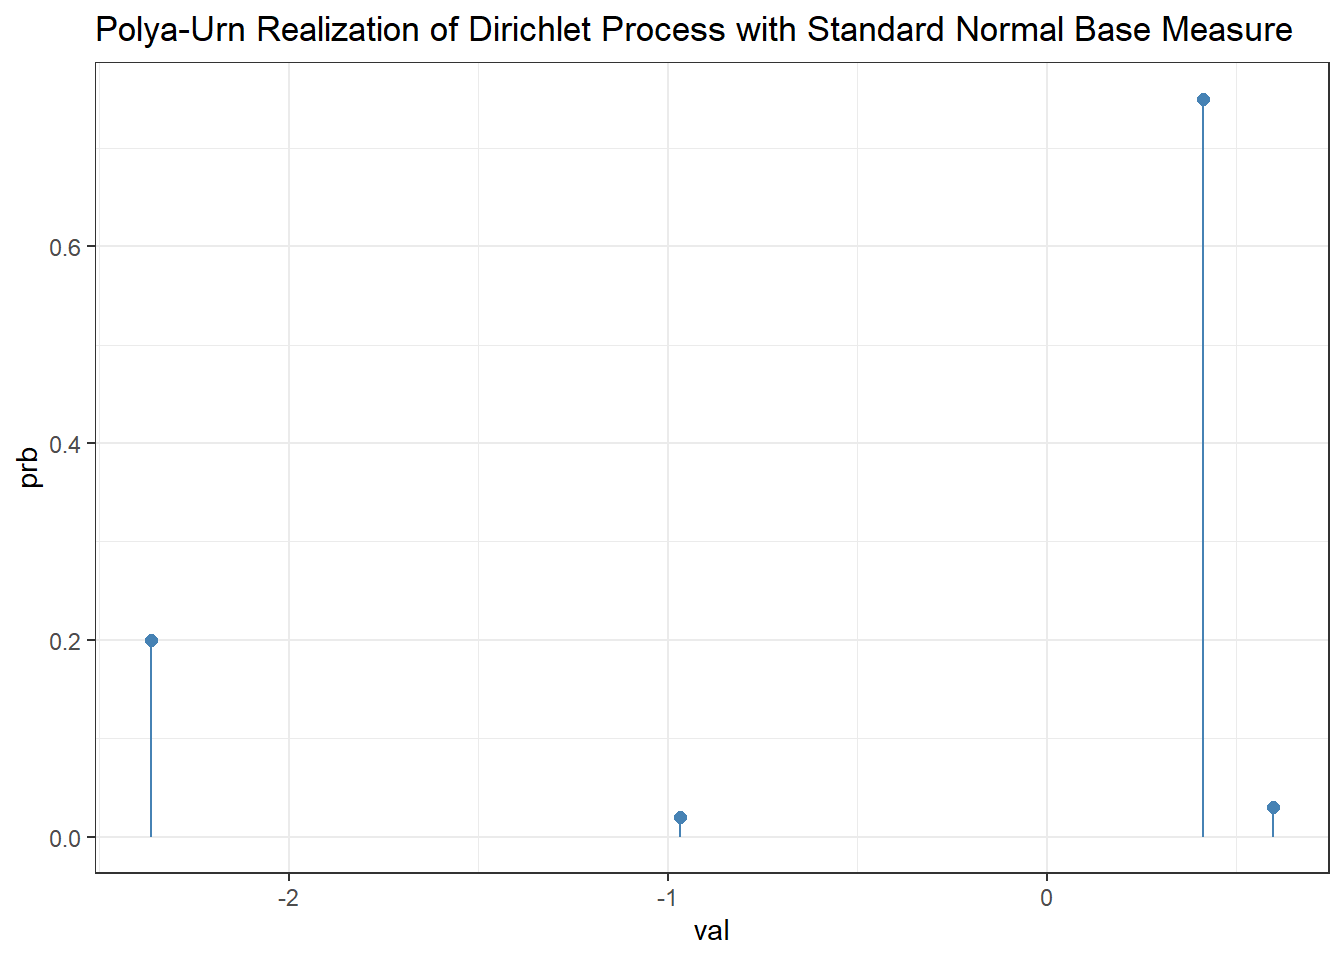 Polya-Urn Realization of Dirichlet Process with Standard Normal Base Measure
prb
0.6
0.4
0.2
0.0
-2
-1
0
val